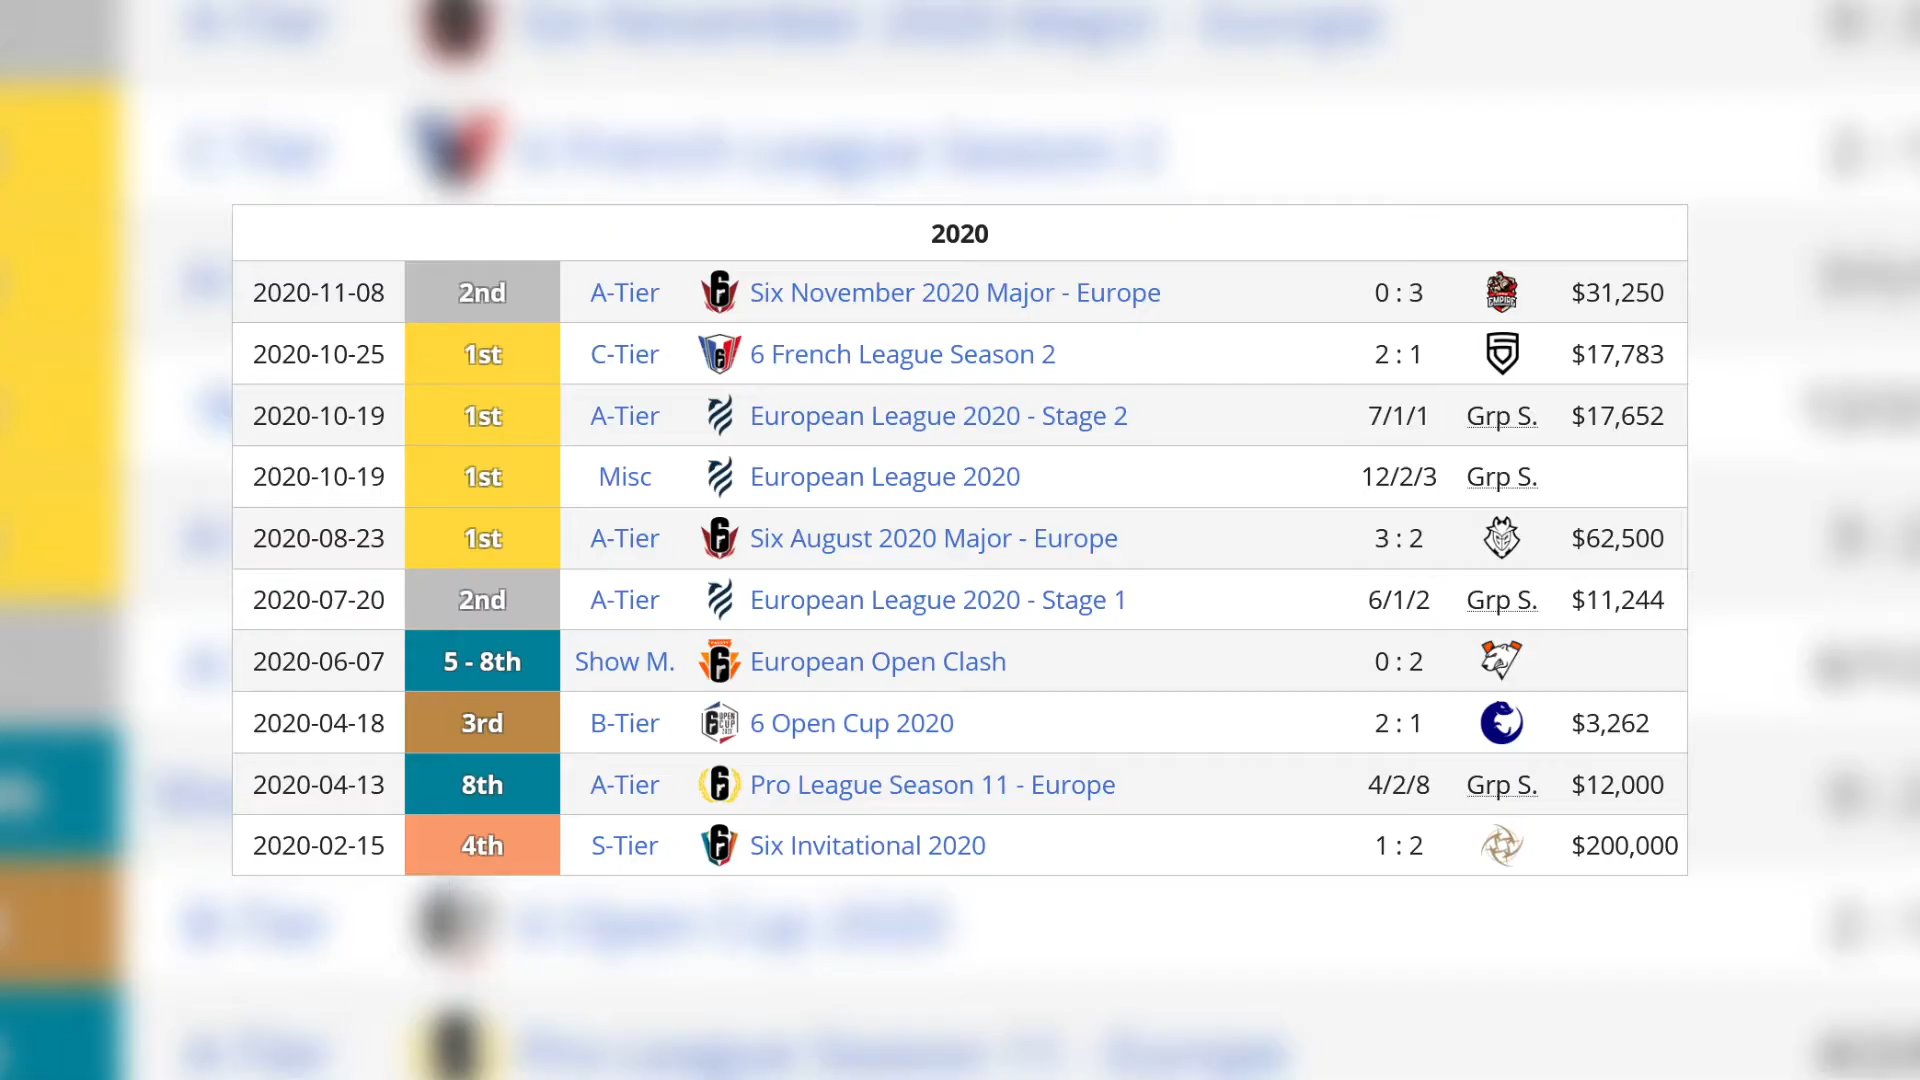 2020
2020-11-08 2nd A-Tier Six November 2020 Major - Europe 0 : 3 EMPIRE $31,250
2020-10-25 1st C-Tier 6 French League Season 2 2 : 1 $17,783
2020-10-19 1st A-Tier European League 2020 - Stage 2 7/1/1 Grp S. $17,652
2020-10-19 1st Misc European League 2020 12/2/3 Grp S.
2020-08-23 1st A-Tier Six August 2020 Major - Europe 3 : 2 $62,500
2020-07-20 2nd A-Tier European League 2020 - Stage 1 6/1/2 Grp S. $11,244
2020-06-07 5 - 8th Show M. European Open Clash 0 : 2
2020-04-18 3rd B-Tier 6 OPEN CUP 6 Open Cup 2020 2 : 1 $3,262
2020-04-13 8th A-Tier Pro League Season 11 - Europe 4/2/8 Grp S. $12,000
2020-02-15 4th S-Tier Six Invitational 2020 1 : 2 $200,000